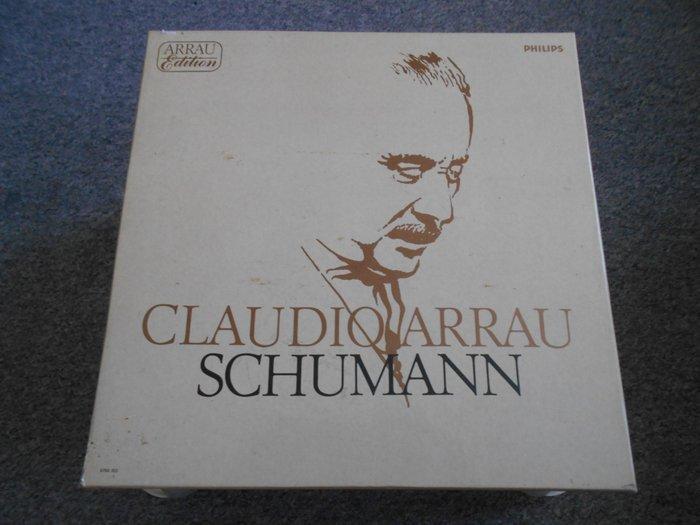 ARRAU
Edition
PHILIPS
CLAUDIO ARRAU
SCHUMANN